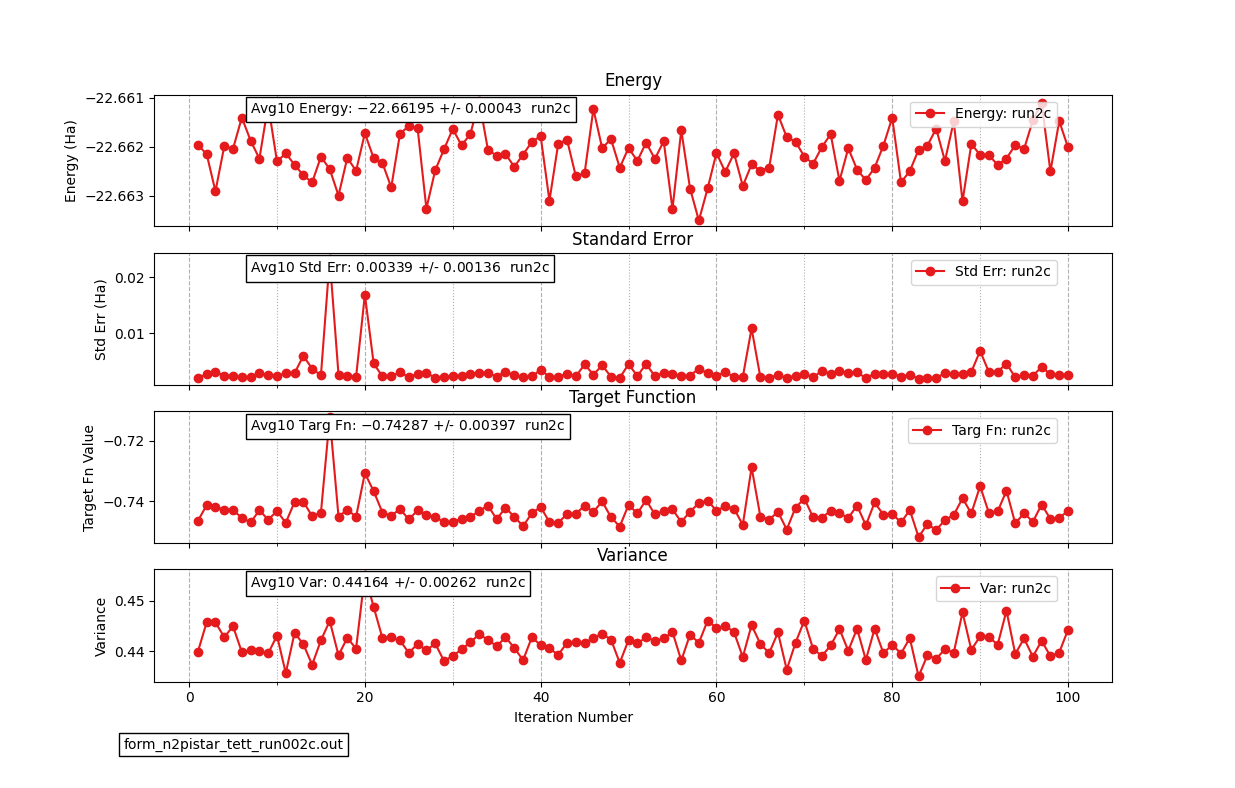 Energy
Energy (Ha)
−22.661
−22.662
−22.663
Avg10 Energy: −22.66195 +/- 0.00043  run2c
Energy: run2c
Standard Error
Std Err (Ha)
0.02
0.01
Avg10 Std Err: 0.00339 +/- 0.00136  run2c
Std Err: run2c
Target Function
Target Fn Value
−0.72
−0.74
Avg10 Targ Fn: −0.74287 +/- 0.00397  run2c
Targ Fn: run2c
Variance
Variance
0.45
0.44
Avg10 Var: 0.44164 +/- 0.00262  run2c
Var: run2c
0 20 40 60 80 100
Iteration Number
form_n2pistar_tett_run002c.out